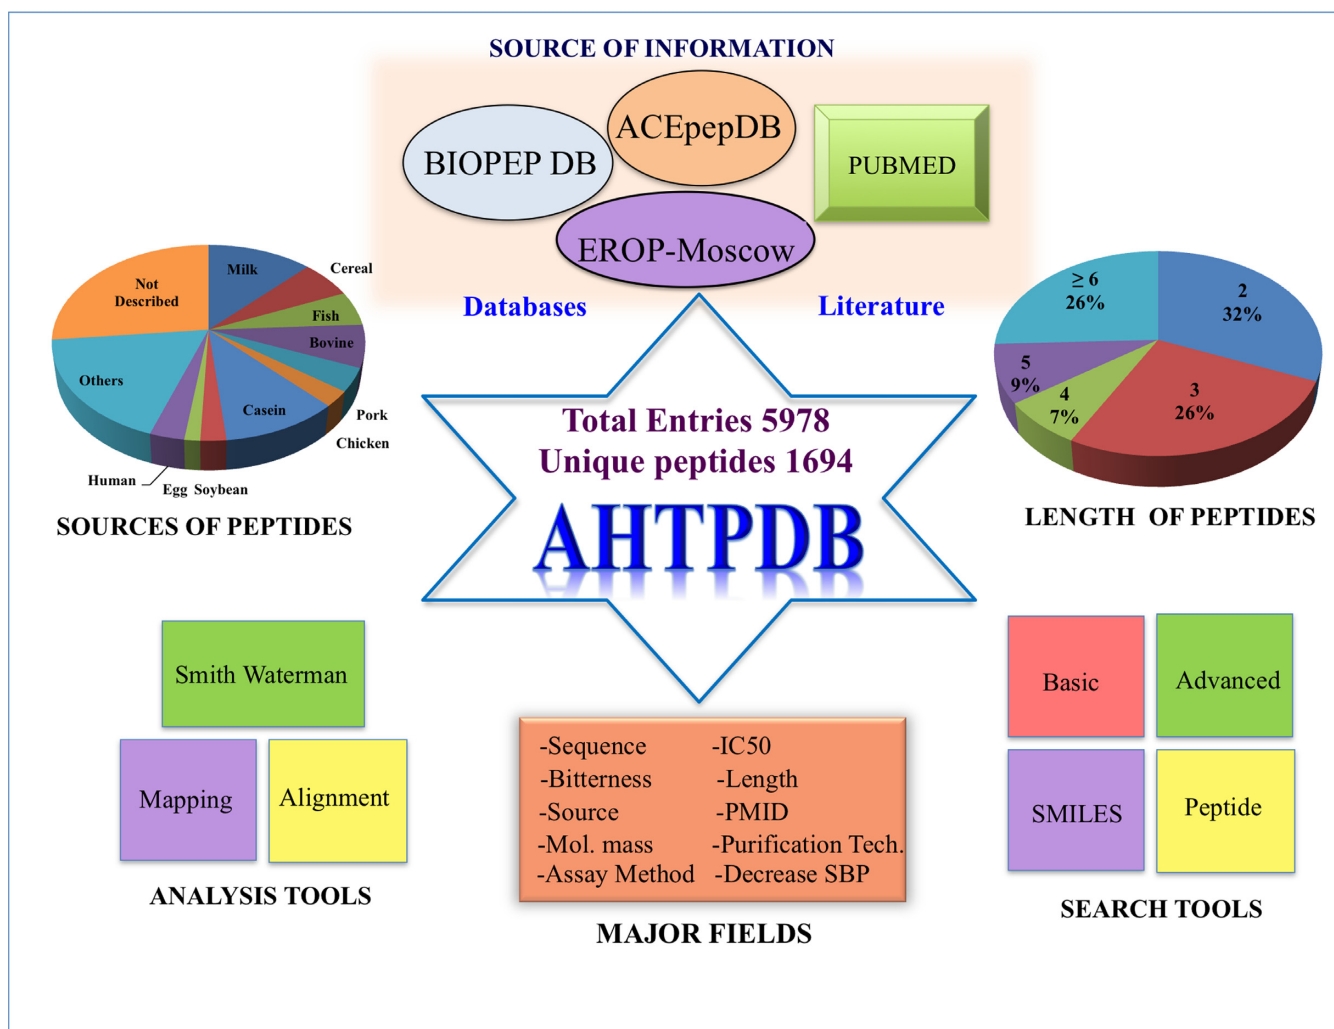 SOURCE OF INFORMATION
BIOPEP DB
ACEpepDB
PUBMED
EROP-Moscow
Databases
Literature
Not
Described
Milk
Cereal
Fish
Bovine
Pork
Chicken
Casein
Soybean
Egg
Human
Others
SOURCES OF PEPTIDES
Total Entries 5978
Unique peptides 1694
AHTPDB
≥ 6
26%
2
32%
5
9%
4
7%
3
26%
LENGTH OF PEPTIDES
Smith Waterman
Mapping
Alignment
ANALYSIS TOOLS
-Sequence
-Bitterness
-Source
-Mol. mass
-Assay Method
-IC50
-Length
-PMID
-Purification Tech.
-Decrease SBP
MAJOR FIELDS
Basic
Advanced
SMILES
Peptide
SEARCH TOOLS